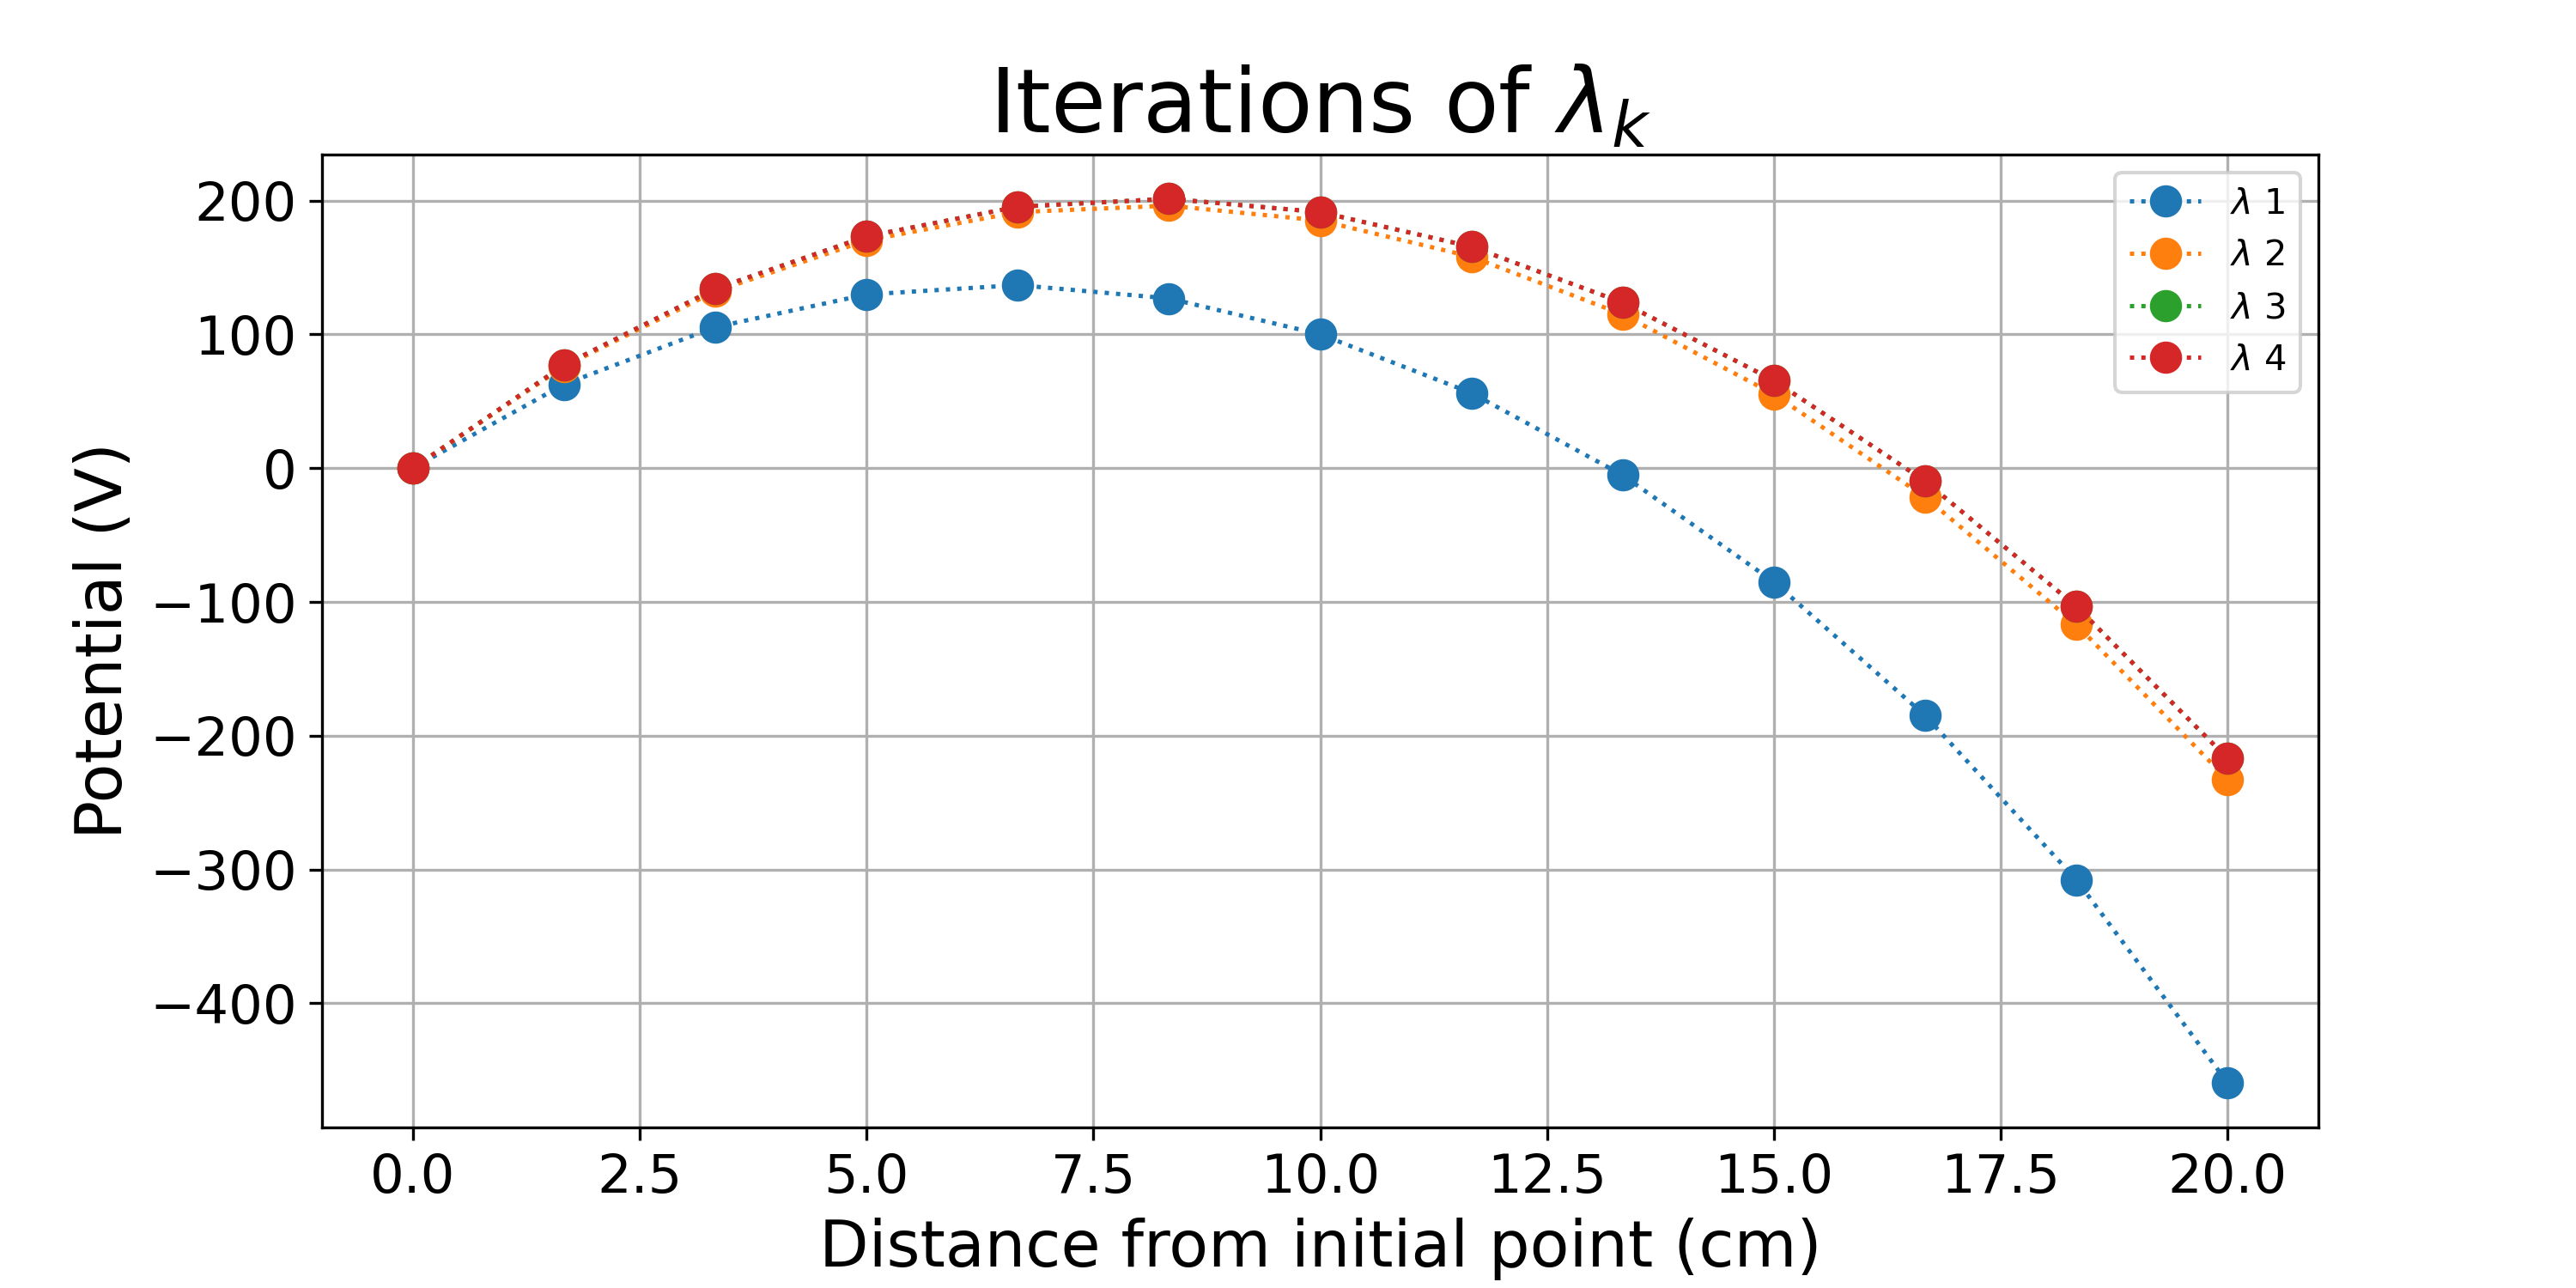 Iterations of λk
200
100
0
−100
−200
−300
−400
Potential (V)
λ 1
λ 2
λ 3
λ 4
0.0 2.5 5.0 7.5 10.0 12.5 15.0 17.5 20.0
Distance from initial point (cm)